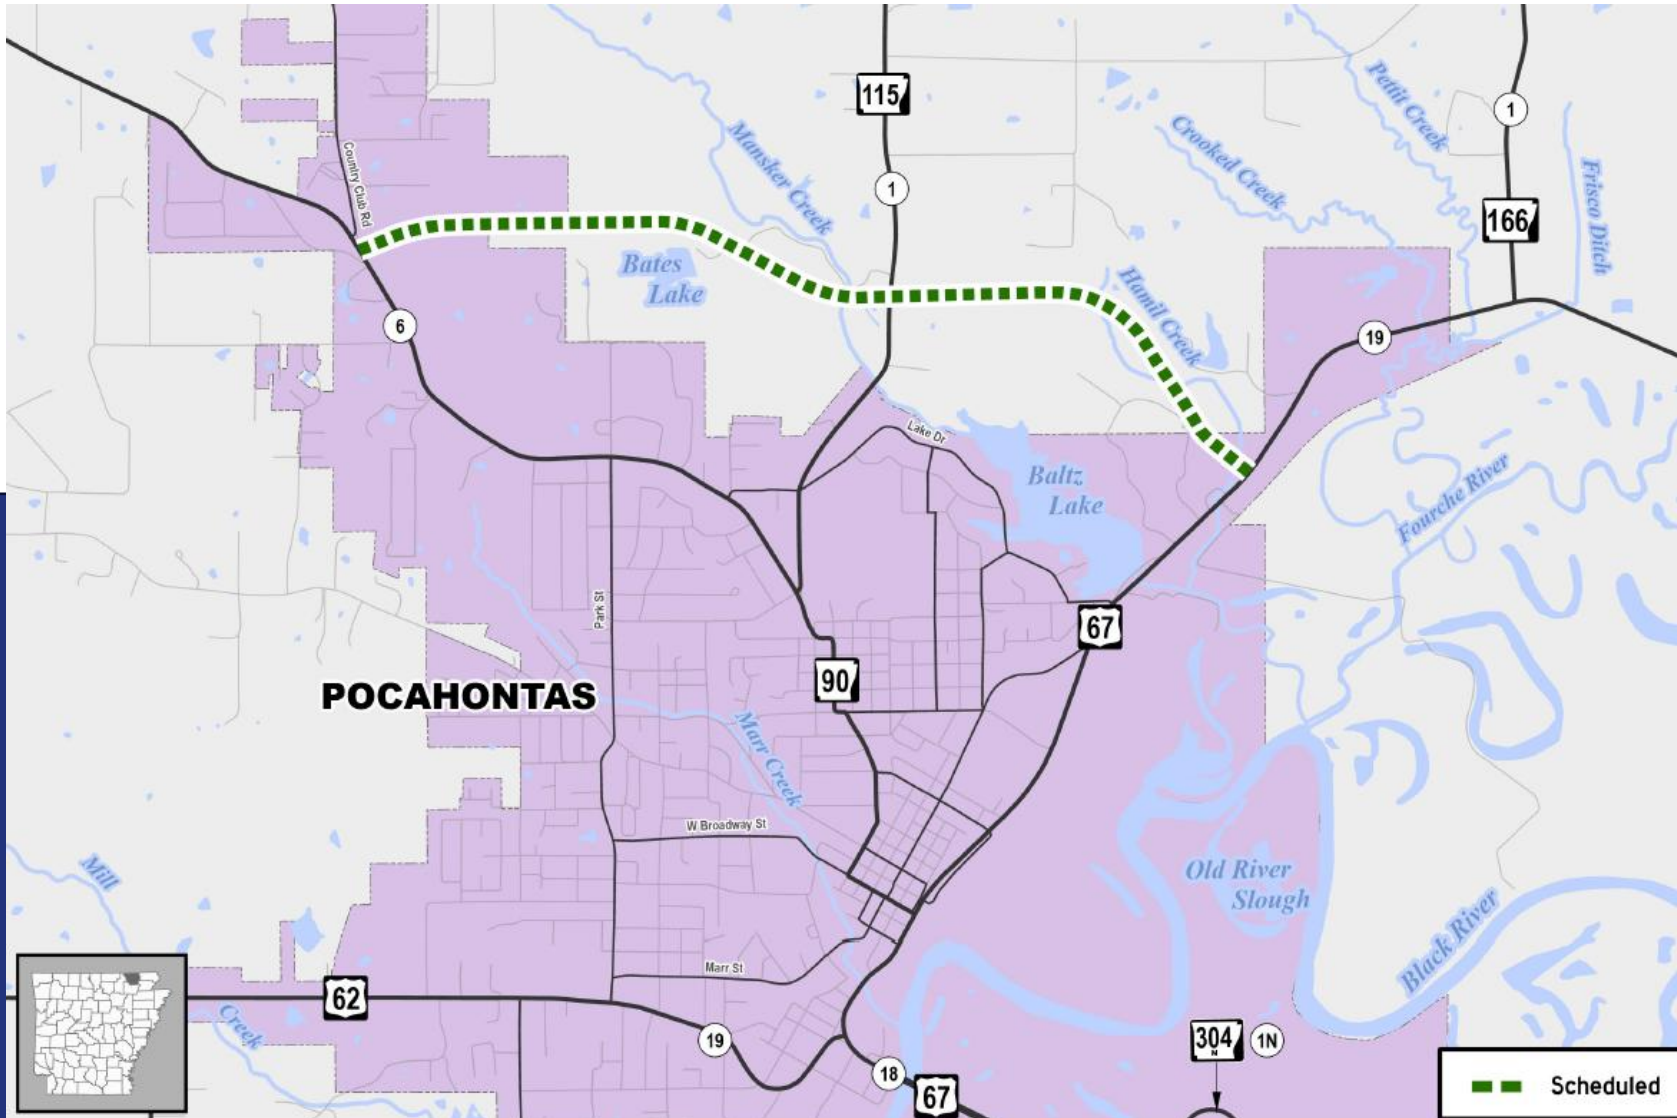 115
Pettit Creek
1
Mansker Creek
Crooked Creek
Country Club Rd
Frisco Ditch
1
166
Bates
Lake
Hamil Creek
6
19
Lake Dr
Baltz
Lake
Fourche River
Park St
67
90
POCAHONTAS
Marr Creek
W Broadway St
Mill
Old River
Slough
Black River
Marr St
62
Creek
19
304
N
1N
18
67
Scheduled